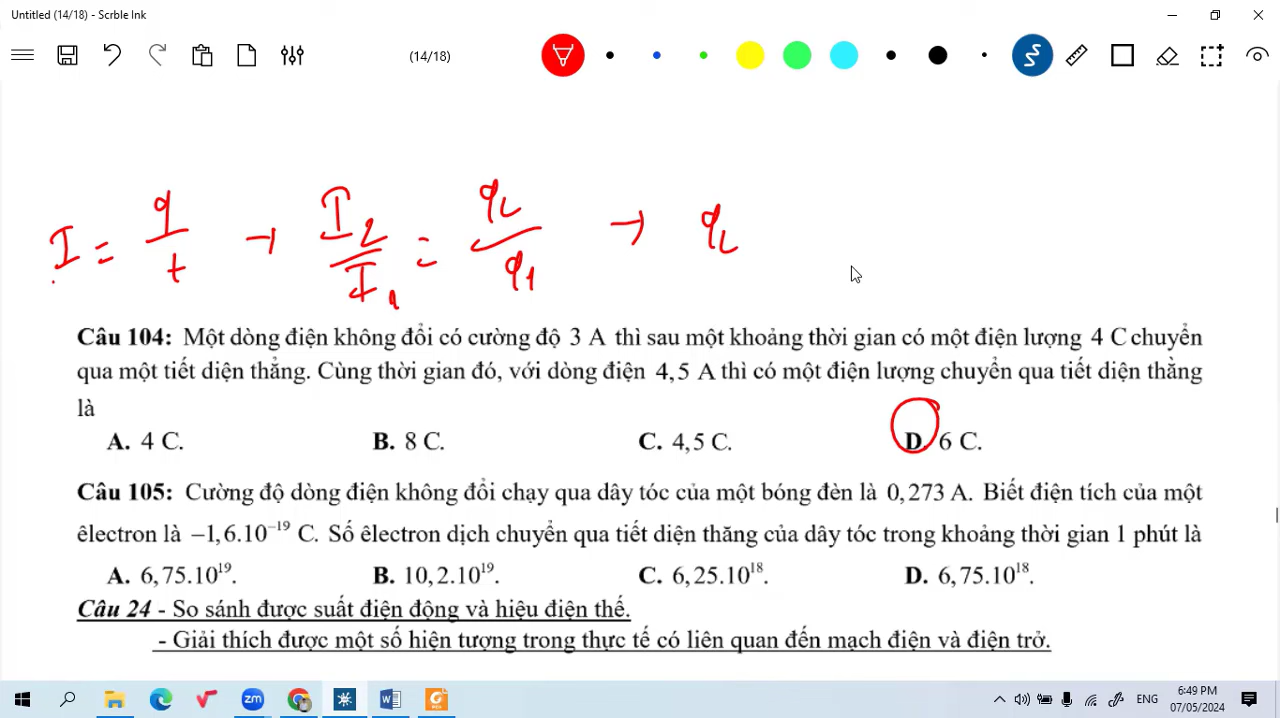 Untitled (14/18) - Scrble Ink
(14/18)
I = q/t → I2/I1 = q2/q1 → q2
Câu 104: Một dòng điện không đổi có cường độ 3 A thì sau một khoảng thời gian có một điện lượng 4 C chuyển
qua một tiết diện thẳng. Cùng thời gian đó, với dòng điện 4,5 A thì có một điện lượng chuyển qua tiết diện thẳng
là
A. 4 C. B. 8 C. C. 4,5 C. D. 6 C.
Câu 105: Cường độ dòng điện không đổi chạy qua dây tóc của một bóng đèn là 0,273 A. Biết điện tích của một
êlectron là −1,6.10⁻¹⁹ C. Số êlectron dịch chuyển qua tiết diện thẳng của dây tóc trong khoảng thời gian 1 phút là
A. 6,75.10¹⁹. B. 10,2.10¹⁹. C. 6,25.10¹⁸. D. 6,75.10¹⁸.
Câu 24 - So sánh được suất điện động và hiệu điện thế.
- Giải thích được một số hiện tượng trong thực tế có liên quan đến mạch điện và điện trở.
ENG
6:49 PM
07/05/2024
zm